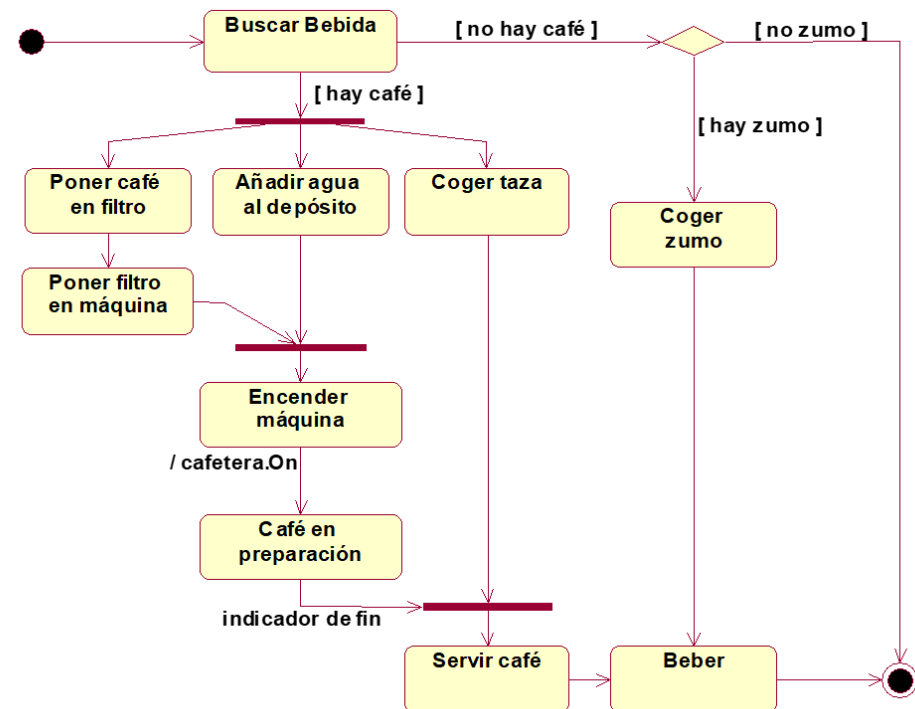 Buscar Bebida
[ no hay café ]
[ no zumo ]
[ hay café ]
[ hay zumo ]
Poner café
en filtro
Añadir agua
al depósito
Coger taza
Coger
zumo
Poner filtro
en máquina
Encender
máquina
/ cafetera.On
Café en
preparación
indicador de fin
Servir café
Beber